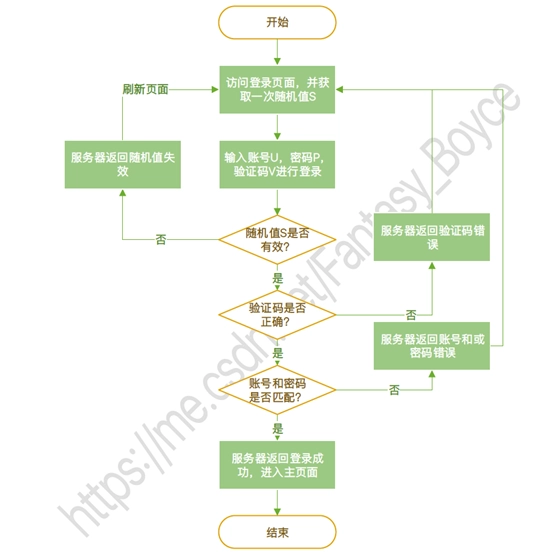 开始
访问登录页面，并获
取一次随机值S
刷新页面
输入账号U，密码P，
验证码V进行登录
服务器返回随机值失
效
随机值S是否
有效?
否
服务器返回验证码错
误
是
验证码是否
正确?
否
服务器返回账号和或
密码错误
是
账号和密码
是否匹配?
否
是
服务器返回登录成
功，进入主页面
结束
https://me.csdn.net/Fantasy_Boyce